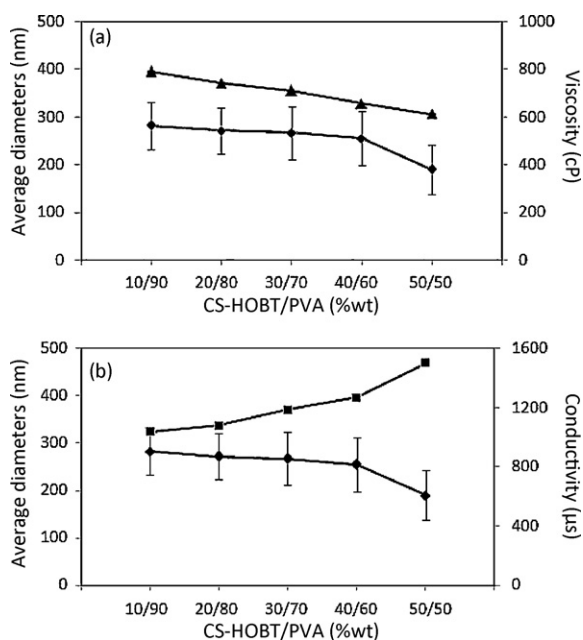 (a)
Average diameters (nm)
500
400
300
200
100
0
1000
800
600
400
200
0
Viscosity
(cP)
10/90 20/80 30/70 40/60 50/50
CS-HOBT/PVA (%wt)
(b)
Average diameters (nm)
500
400
300
200
100
0
1600
1200
800
400
0
Conductivity (μs)
10/90 20/80 30/70 40/60 50/50
CS-HOBT/PVA (%wt)